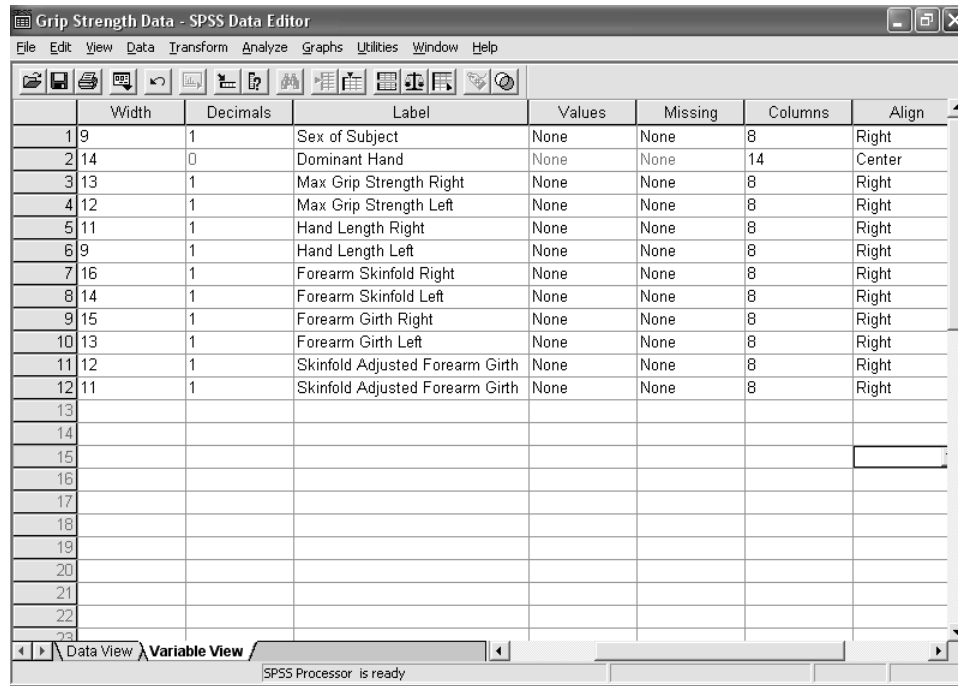 Grip Strength Data - SPSS Data Editor
File Edit View Data Transform Analyze Graphs Utilities Window Help
Width Decimals Label Values Missing Columns Align
1 9 1 Sex of Subject None None 8 Right
2 14 0 Dominant Hand None None 14 Center
3 13 1 Max Grip Strength Right None None 8 Right
4 12 1 Max Grip Strength Left None None 8 Right
5 11 1 Hand Length Right None None 8 Right
6 9 1 Hand Length Left None None 8 Right
7 16 1 Forearm Skinfold Right None None 8 Right
8 14 1 Forearm Skinfold Left None None 8 Right
9 15 1 Forearm Girth Right None None 8 Right
10 13 1 Forearm Girth Left None None 8 Right
11 12 1 Skinfold Adjusted Forearm Girth None None 8 Right
12 11 1 Skinfold Adjusted Forearm Girth None None 8 Right
13
14
15
16
17
18
19
20
21
22
23
Data View Variable View
SPSS Processor is ready